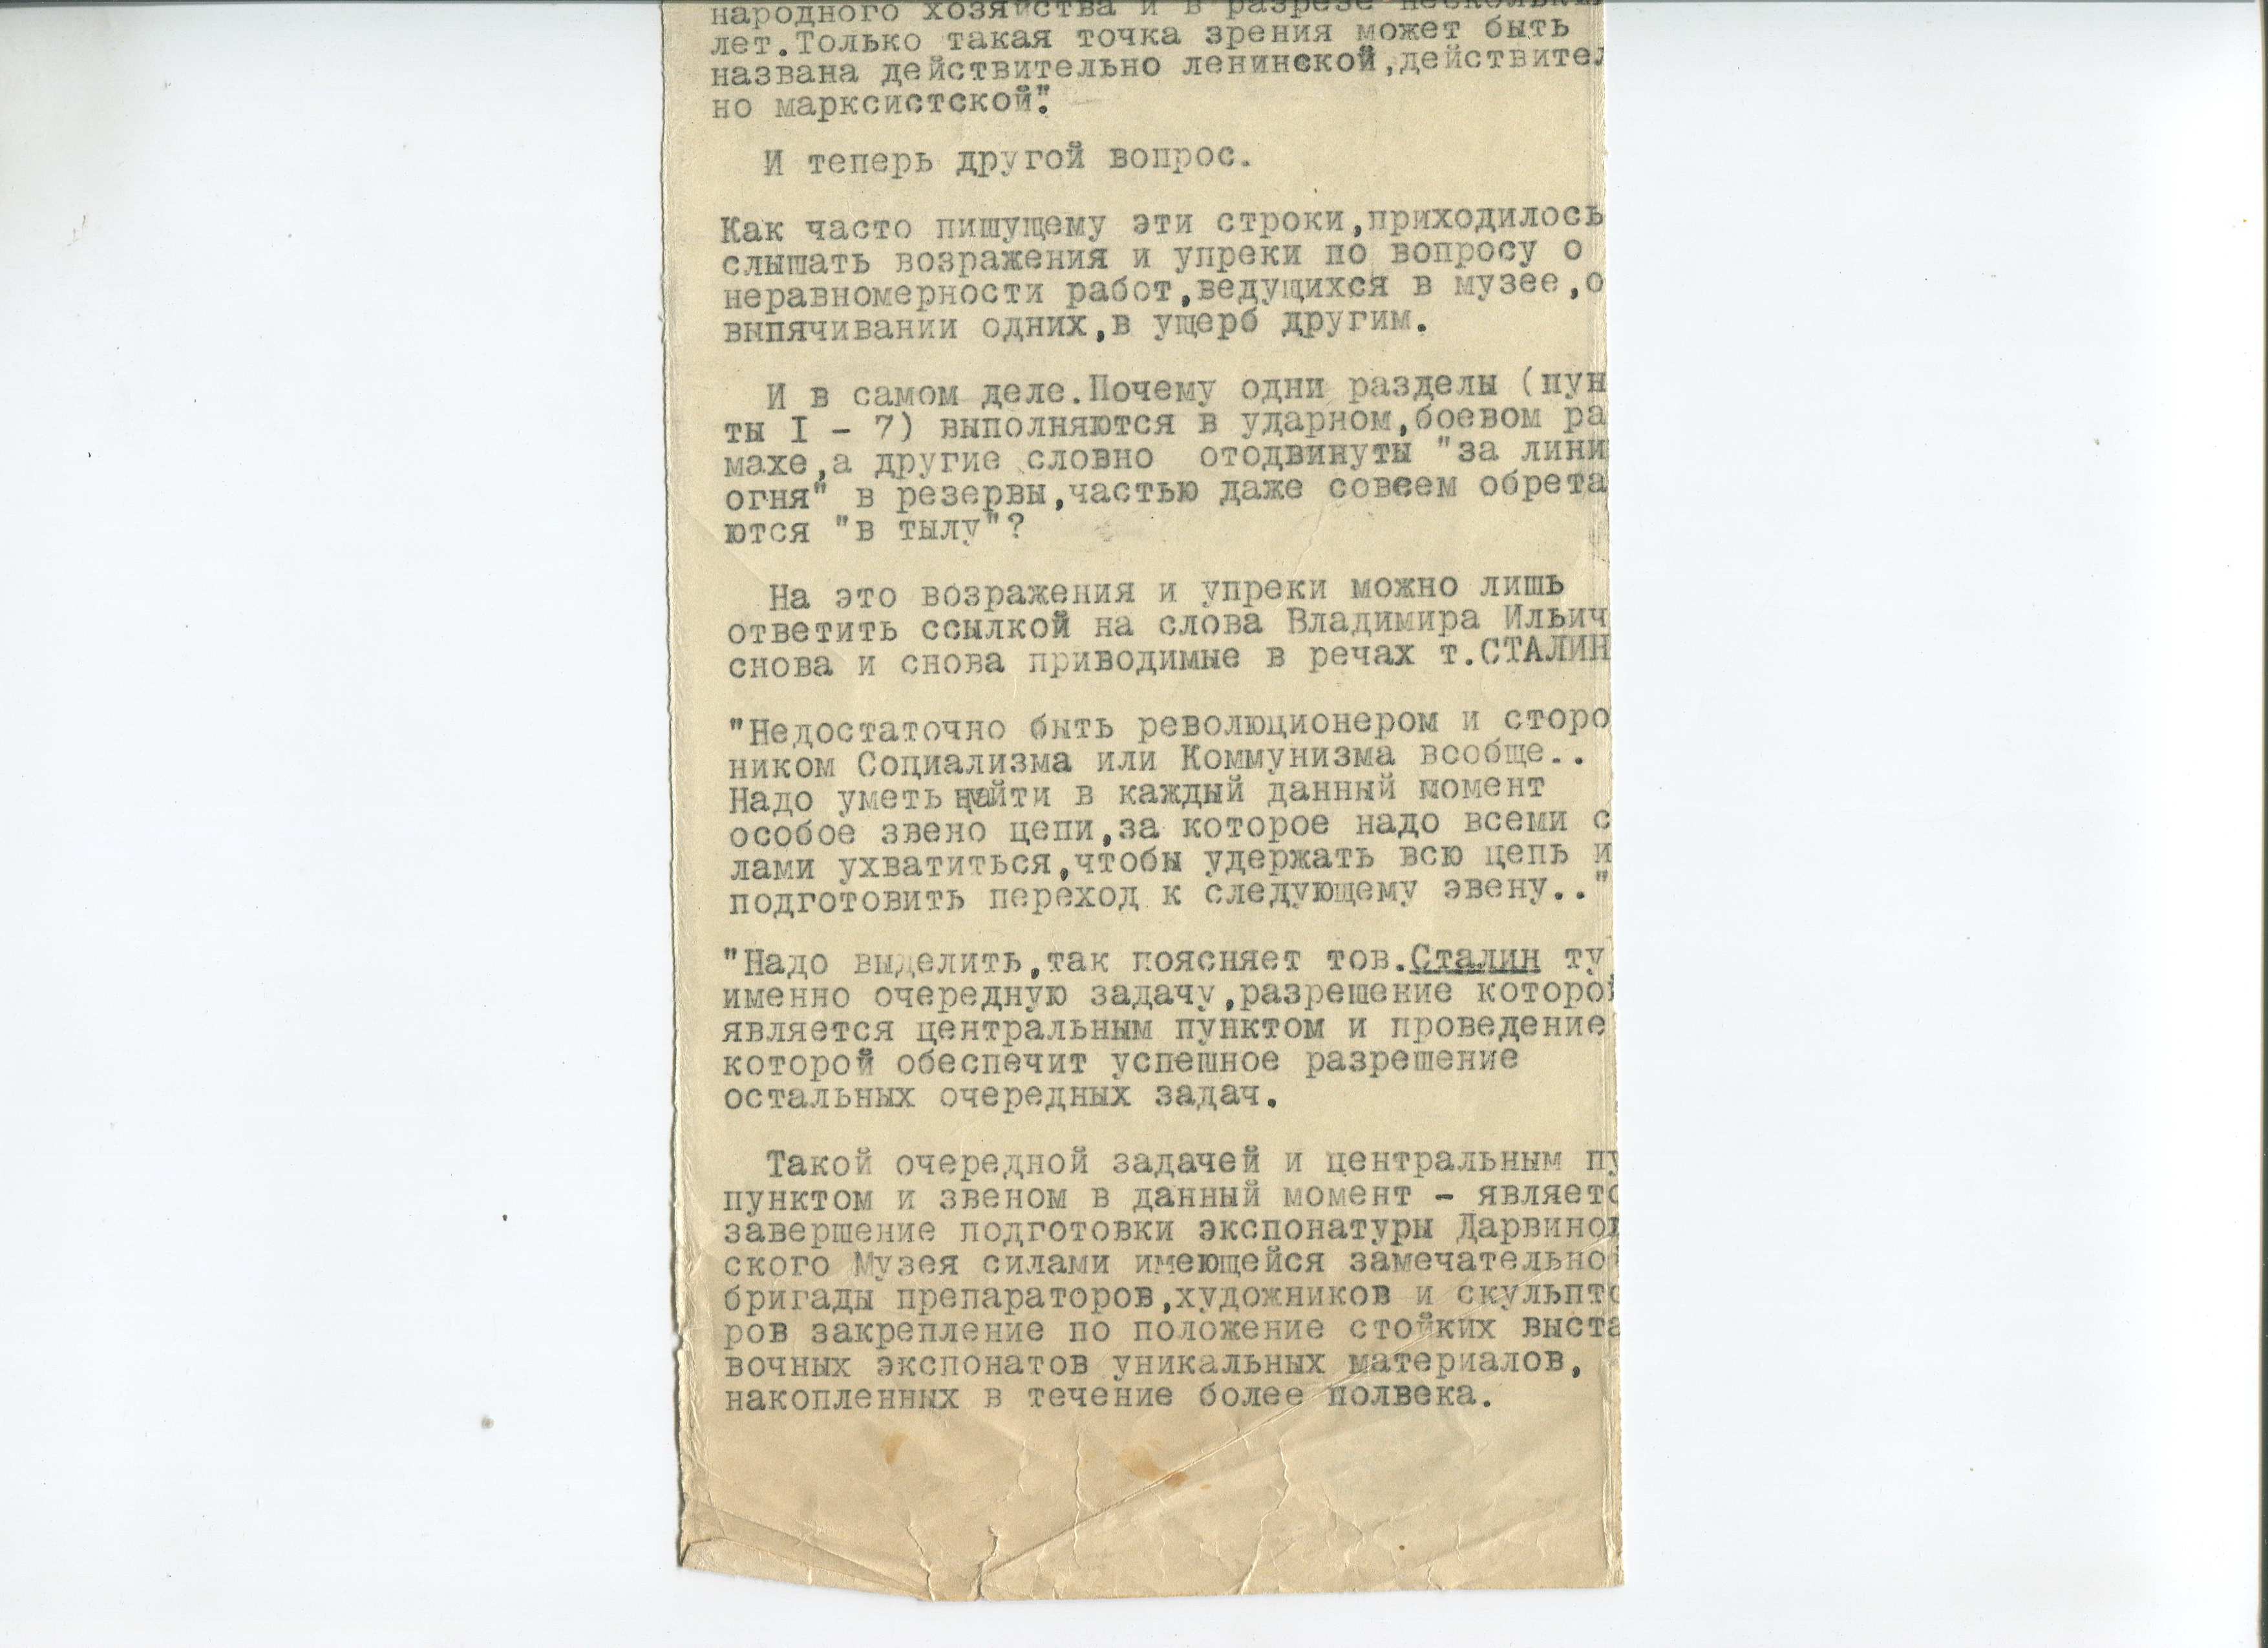 народного хозяйства и в разрезе
лет.Только такая точка зрения может быть
названа действительно ленинской,действител
но марксистской".
И теперь другой вопрос.
Как часто пишущему эти строки,приходилось
слышать возражения и упреки по вопросу о
неравномерности работ,ведущихся в музее,о
выпячивании одних,в ущерб другим.
И в самом деле.Почему одни разделы (пун
ты I - 7) выполняются в ударном,боевом ра
махе,а другие словно отодвинуты "за лини
огня" в резервы,частью даже совсем обрета
ются "в тылу"?
На это возражения и упреки можно лишь
ответить ссылкой на слова Владимира Ильич
снова и снова приводимые в речах т.СТАЛИН
"Недостаточно быть революционером и сторо
ником Социализма или Коммунизма вообще..
Надо уметь найти в каждый данный момент
особое звено цепи,за которое надо всеми с
лами ухватиться,чтобы удержать всю цепь и
подготовить переход к следующему эвену.."
"Надо выделить,так поясняет тов.Сталин ту
именно очередную задачу,разрешение которой
является центральным пунктом и проведение
которой обеспечит успешное разрешение
остальных очередных задач.
Такой очередной задачей и центральным пу
пунктом и звеном в данный момент - являетс
завершение подготовки экспонатуры Дарвинов
ского Музея силами имеющейся замечательной
бригады препараторов,художников и скульпто
ров закрепление по положение стойких выста
вочных экспонатов уникальных материалов,
накопленных в течение более полвека.